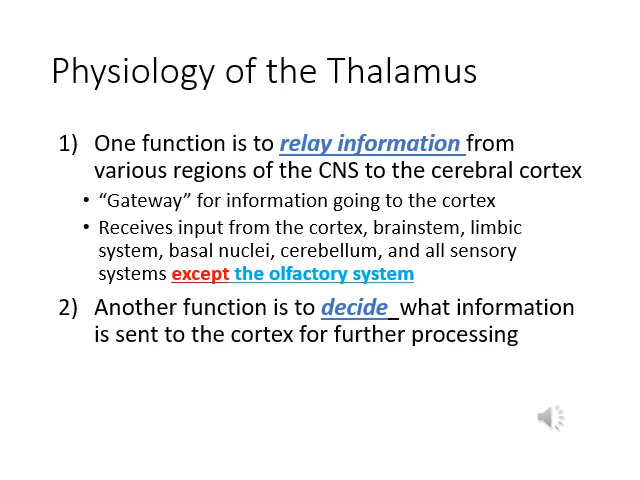 Physiology of the Thalamus
1) One function is to relay information from
various regions of the CNS to the cerebral cortex
• “Gateway” for information going to the cortex
• Receives input from the cortex, brainstem, limbic
system, basal nuclei, cerebellum, and all sensory
systems except the olfactory system
2) Another function is to decide what information
is sent to the cortex for further processing